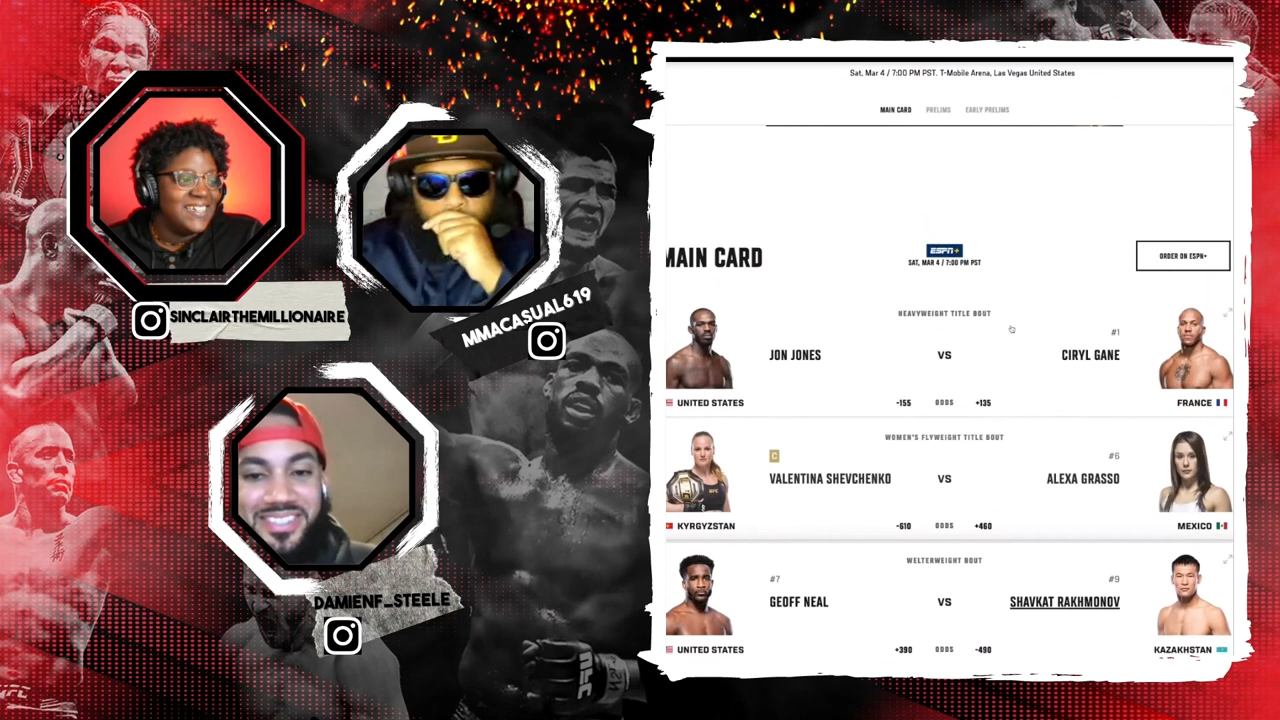 SINCLAIRTHEMILLIONAIRE
MMACASUAL619
DAMIENF_STEELE
Sat, Mar 4 / 7:00 PM PST. T-Mobile Arena, Las Vegas United States
MAIN CARD PRELIMS EARLY PRELIMS
MAIN CARD
ESPN+
SAT, MAR 4 / 7:00 PM PST
ORDER ON ESPN+
HEAVYWEIGHT TITLE BOUT
#1
JON JONES VS CIRYL GANE
UNITED STATES -155 ODDS +135 FRANCE
WOMEN'S FLYWEIGHT TITLE BOUT
C #6
VALENTINA SHEVCHENKO VS ALEXA GRASSO
KYRGYZSTAN -610 ODDS +460 MEXICO
WELTERWEIGHT BOUT
#7 #9
GEOFF NEAL VS SHAVKAT RAKHMONOV
UNITED STATES +390 ODDS -490 KAZAKHSTAN
UFC
UFC